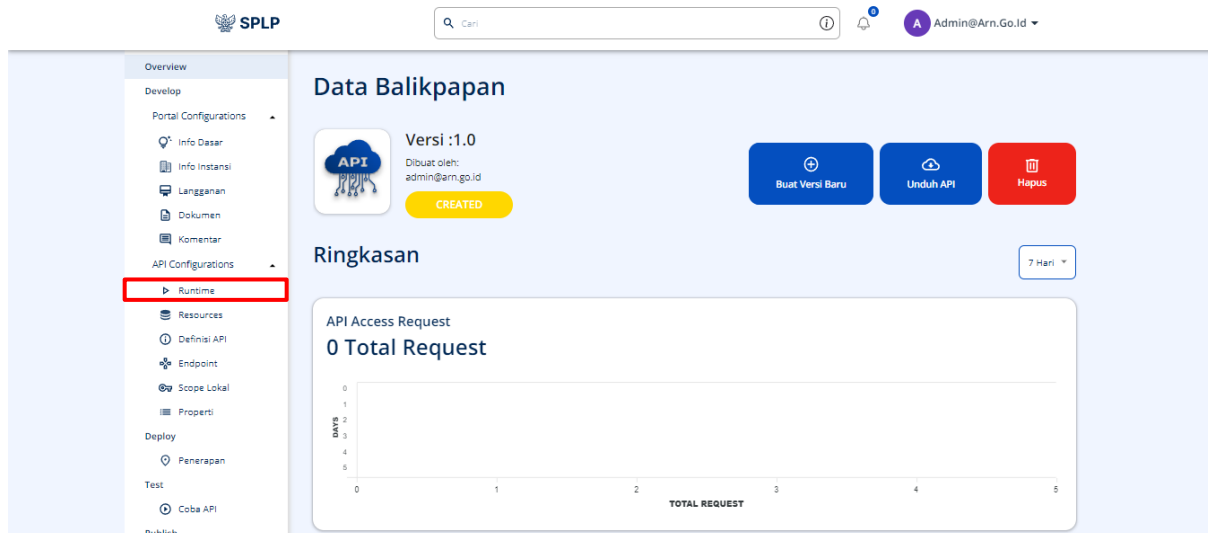 SPLP
Cari
0
A Admin@Arn.Go.Id
Overview
Develop
Portal Configurations
Info Dasar
Info Instansi
Langganan
Dokumen
Komentar
API Configurations
Runtime
Resources
Definisi API
Endpoint
Scope Lokal
Properti
Deploy
Penerapan
Test
Coba API
Publish
Data Balikpapan
API
Versi :1.0
Dibuat oleh:
admin@arn.go.id
CREATED
Buat Versi Baru
Unduh API
Hapus
Ringkasan
7 Hari
API Access Request
0 Total Request
DAYS
0
1
2
3
4
5
0 1 2 3 4 5
TOTAL REQUEST